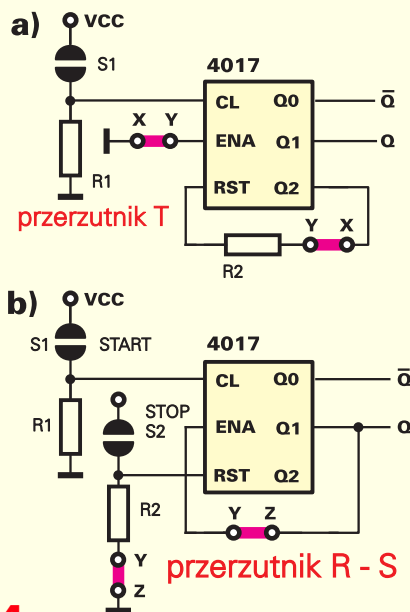 a)
VCC
S1
4017
CL Q0 Q̅
X Y
ENA Q1 Q
R1
RST Q2
przerzutnik T
Y X
R2
b)
VCC
S1 START
4017
CL Q0 Q̅
R1
STOP
S2
ENA Q1 Q
RST Q2
R2
Y Z
Y
Z
przerzutnik R - S